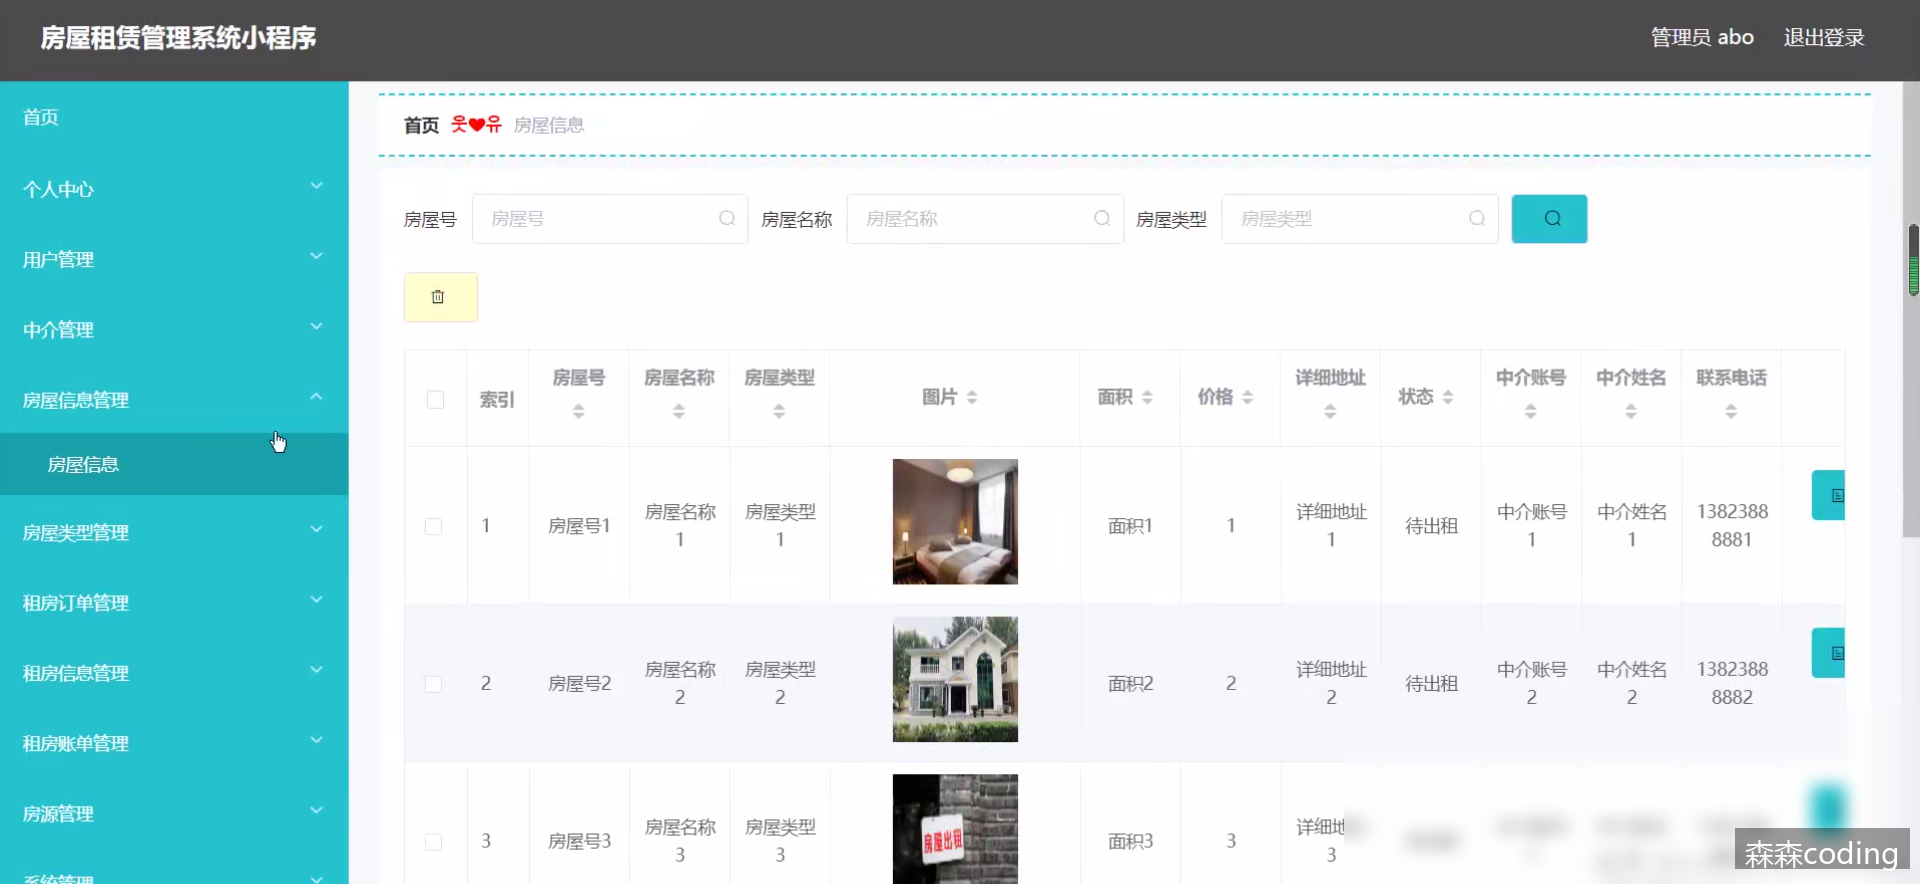 房屋租赁管理系统小程序
管理员 abo 退出登录
首页
个人中心
用户管理
中介管理
房屋信息管理
房屋信息
房屋类型管理
租房订单管理
租房信息管理
租房账单管理
房源管理
系统管理
首页 웃❤유 房屋信息
房屋号 房屋号 房屋名称 房屋名称 房屋类型 房屋类型
索引 房屋号 房屋名称 房屋类型 图片 面积 价格 详细地址 状态 中介账号 中介姓名 联系电话
1 房屋号1 房屋名称 房屋类型 面积1 1 详细地址 待出租 中介账号 中介姓名 1382388
1 1 1 1 1 8881
2 房屋号2 房屋名称 房屋类型 面积2 2 详细地址 待出租 中介账号 中介姓名 1382388
2 2 2 2 2 8882
3 房屋号3 房屋名称 房屋类型 房屋出租 面积3 3 详细地
3 3 3
森森coding